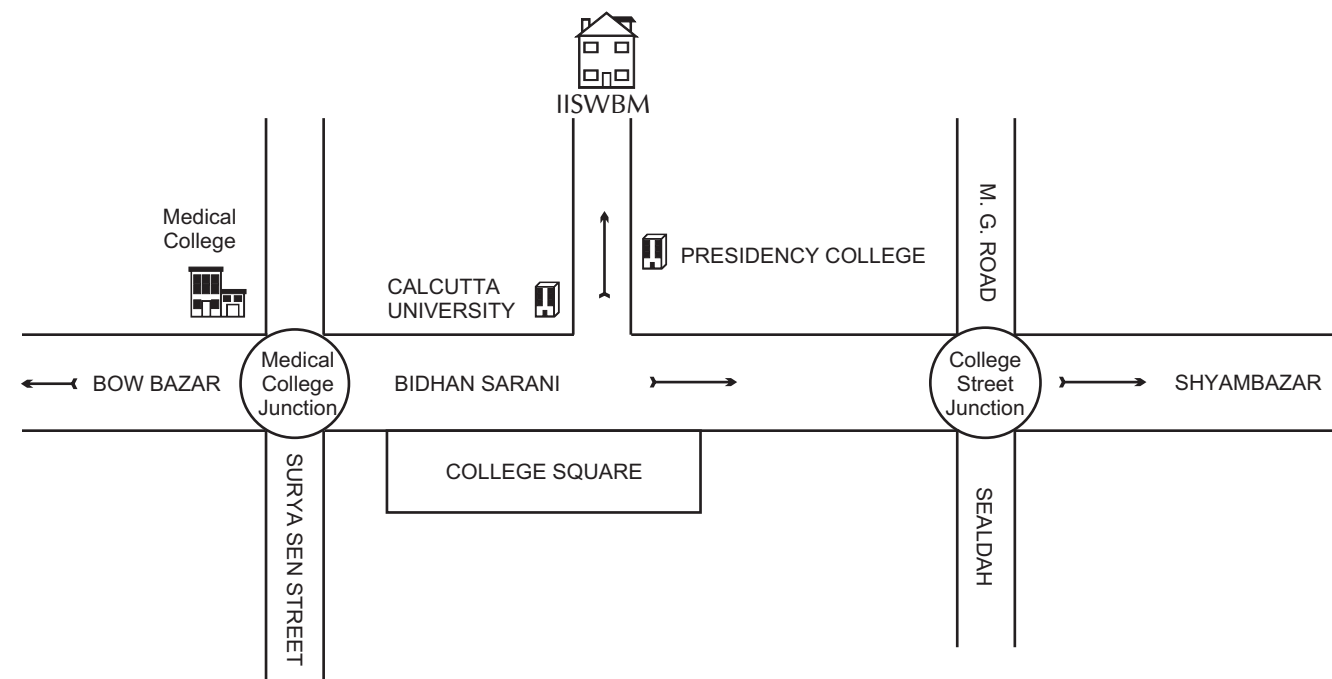 IISWBM
Medical
College
CALCUTTA
UNIVERSITY
PRESIDENCY COLLEGE
M. G. ROAD
BOW BAZAR
Medical
College
Junction
BIDHAN SARANI
College
Street
Junction
SHYAMBAZAR
COLLEGE SQUARE
SURYA SEN STREET
SEALDAH